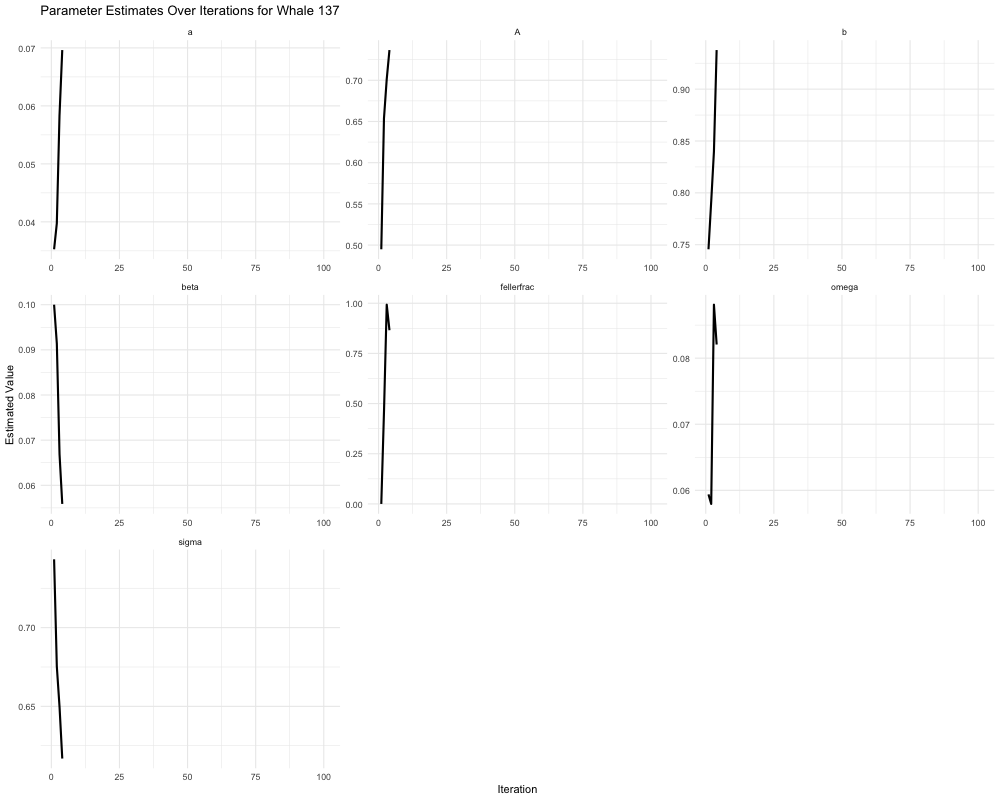 Parameter Estimates Over Iterations for Whale 137
a
A
b
0.07
0.06
0.05
0.04
0.70
0.65
0.60
0.55
0.50
0.90
0.85
0.80
0.75
0 25 50 75 100
0 25 50 75 100
0 25 50 75 100
beta
fellerfrac
omega
0.10
0.09
0.08
0.07
0.06
1.00
0.75
0.50
0.25
0.00
0.08
0.07
0.06
0 25 50 75 100
0 25 50 75 100
0 25 50 75 100
Estimated Value
sigma
0.70
0.65
0 25 50 75 100
Iteration